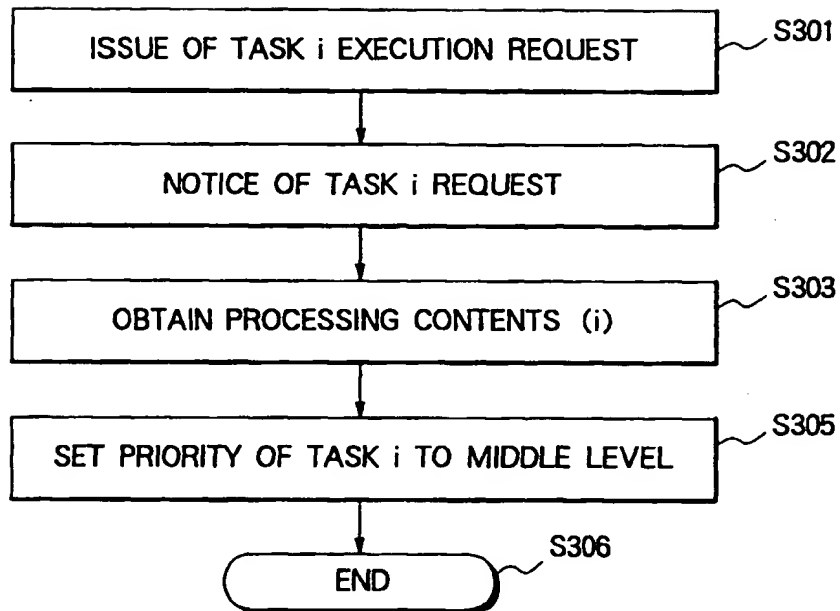 ISSUE OF TASK i EXECUTION REQUEST
S301
NOTICE OF TASK i REQUEST
S302
OBTAIN PROCESSING CONTENTS (i)
S303
SET PRIORITY OF TASK i TO MIDDLE LEVEL
S305
END
S306